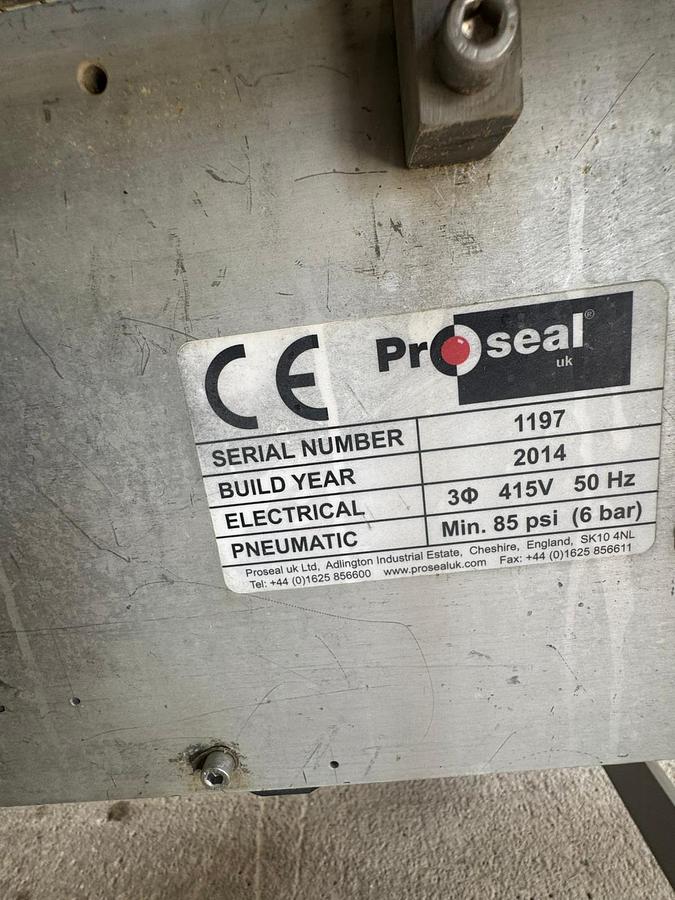 CE Proseal®
uk
SERIAL NUMBER 1197
BUILD YEAR 2014
ELECTRICAL 3Φ 415V 50 Hz
PNEUMATIC Min. 85 psi (6 bar)
Proseal uk Ltd, Adlington Industrial Estate, Cheshire, England, SK10 4NL
Tel: +44 (0)1625 856600 www.prosealuk.com Fax: +44 (0)1625 856611